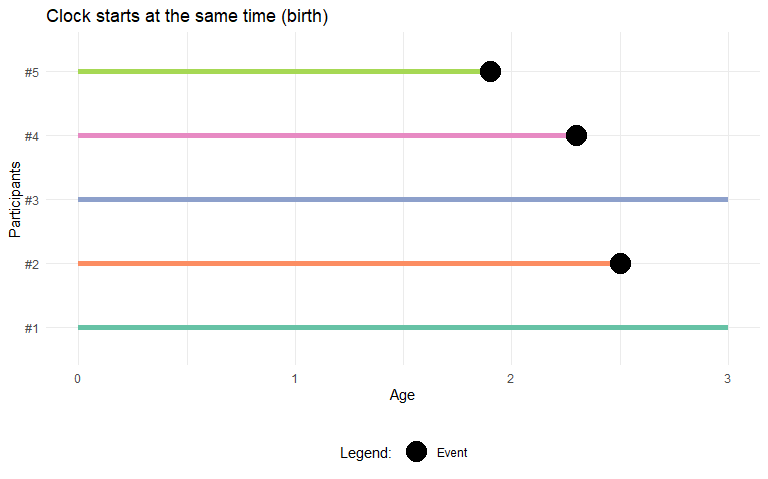 Clock starts at the same time (birth)
#5
#4
#3
#2
#1
Participants
0 1 2 3
Age
Legend: Event